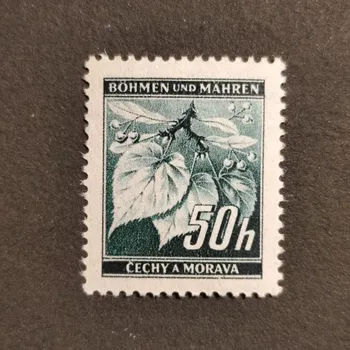 BÖHMEN UND MÄHREN
50h
ČECHY A MORAVA